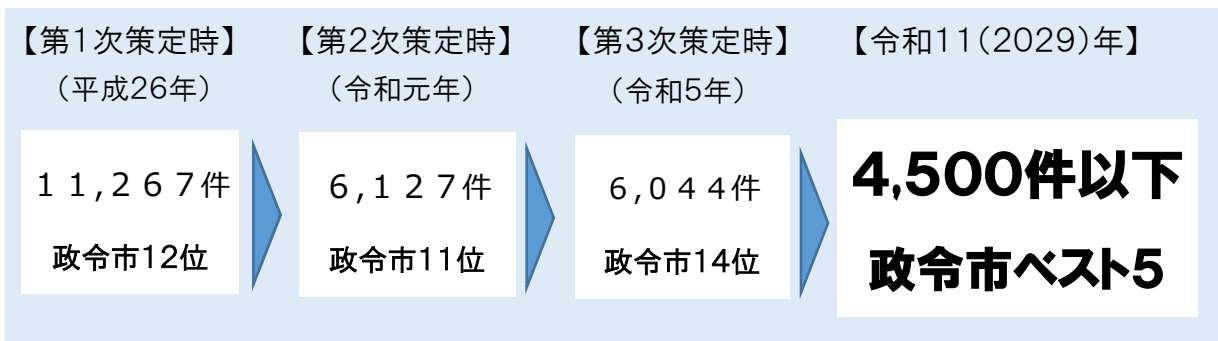 【第1次策定時】
（平成26年）
１１,２６７件
政令市12位
【第2次策定時】
（令和元年）
６,１２７件
政令市11位
【第3次策定時】
（令和5年）
６,０４４件
政令市14位
【令和11（2029）年】
4,500件以下
政令市ベスト5